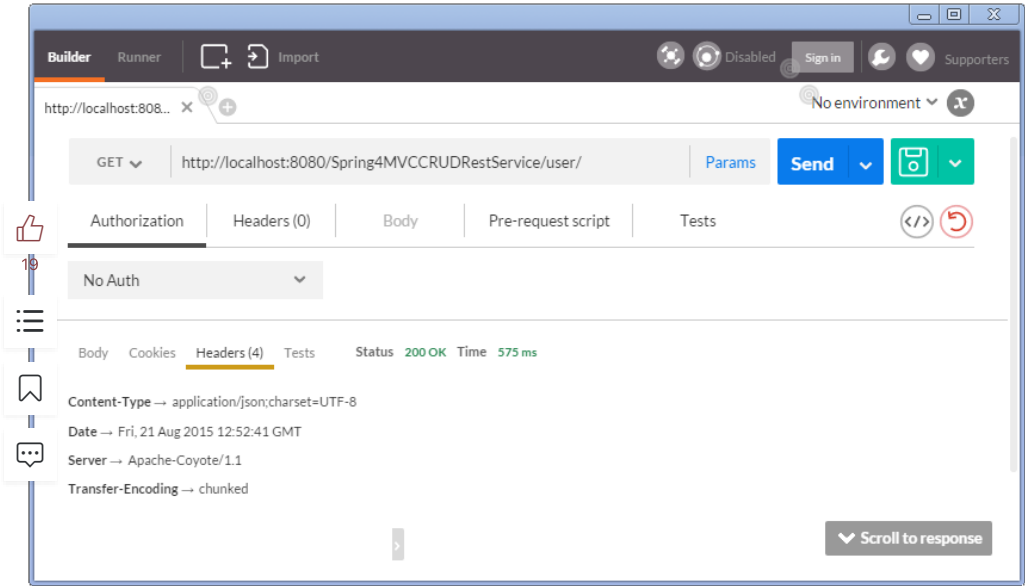 Builder Runner Import Disabled Sign in Supporters
http://localhost:808... No environment x
GET http://localhost:8080/Spring4MVCCRUDRestService/user/ Params Send
Authorization Headers (0) Body Pre-request script Tests </>
19
No Auth
Body Cookies Headers (4) Tests Status 200 OK Time 575 ms
Content-Type → application/json;charset=UTF-8
Date → Fri, 21 Aug 2015 12:52:41 GMT
Server → Apache-Coyote/1.1
Transfer-Encoding → chunked
Scroll to response